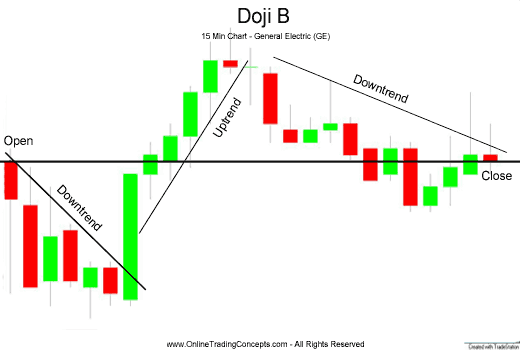 Doji B
15 Min Chart - General Electric (GE)
Open
Downtrend
Uptrend
Downtrend
Close
www.OnlineTradingConcepts.com - All Rights Reserved
Created with TradeStation